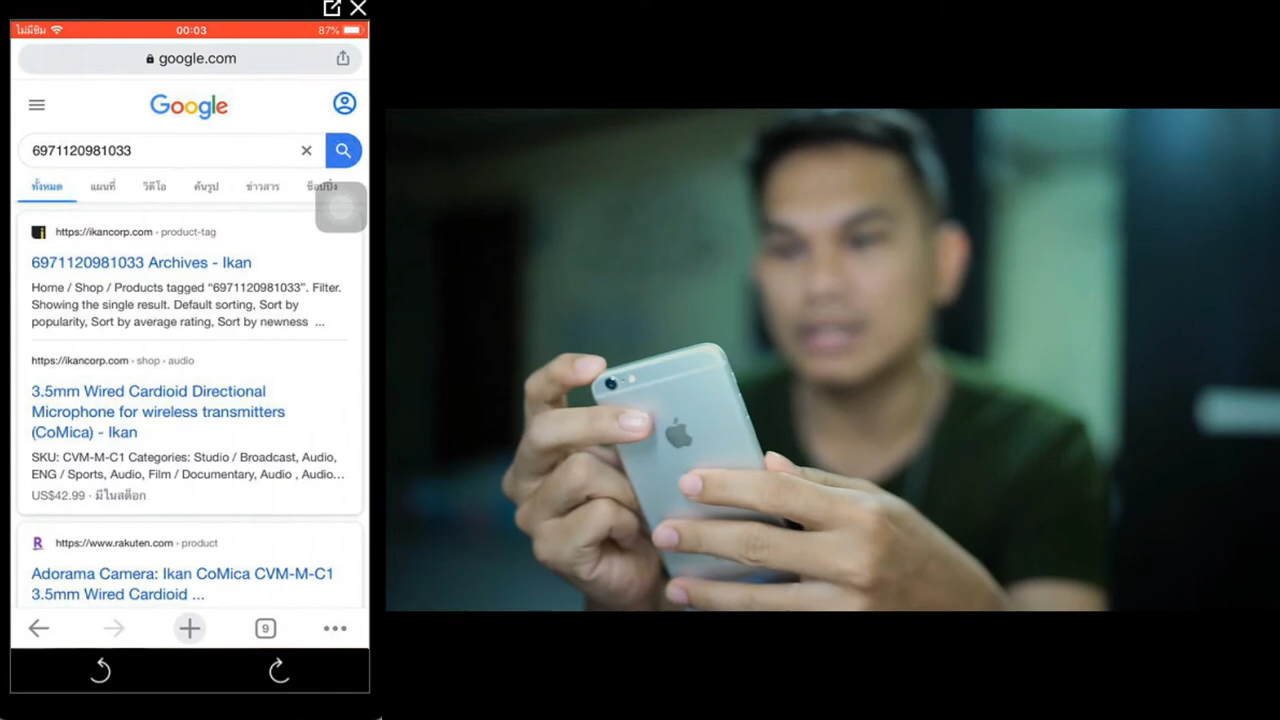 ไม่มีซิม
00:03
87%
google.com
Google
6971120981033
ทั้งหมด
แผนที่
วิดีโอ
ค้นรูป
ข่าวสาร
ช็อปปิ้ง
https://ikancorp.com › product-tag
6971120981033 Archives - Ikan
Home / Shop / Products tagged “6971120981033”. Filter.
Showing the single result. Default sorting, Sort by
popularity, Sort by average rating, Sort by newness ...
https://ikancorp.com › shop › audio
3.5mm Wired Cardioid Directional
Microphone for wireless transmitters
(CoMica) - Ikan
SKU: CVM-M-C1 Categories: Studio / Broadcast, Audio,
ENG / Sports, Audio, Film / Documentary, Audio , Audio...
US$42.99 · มีในสต็อก
https://www.rakuten.com › product
Adorama Camera: Ikan CoMica CVM-M-C1
3.5mm Wired Cardioid ...
9